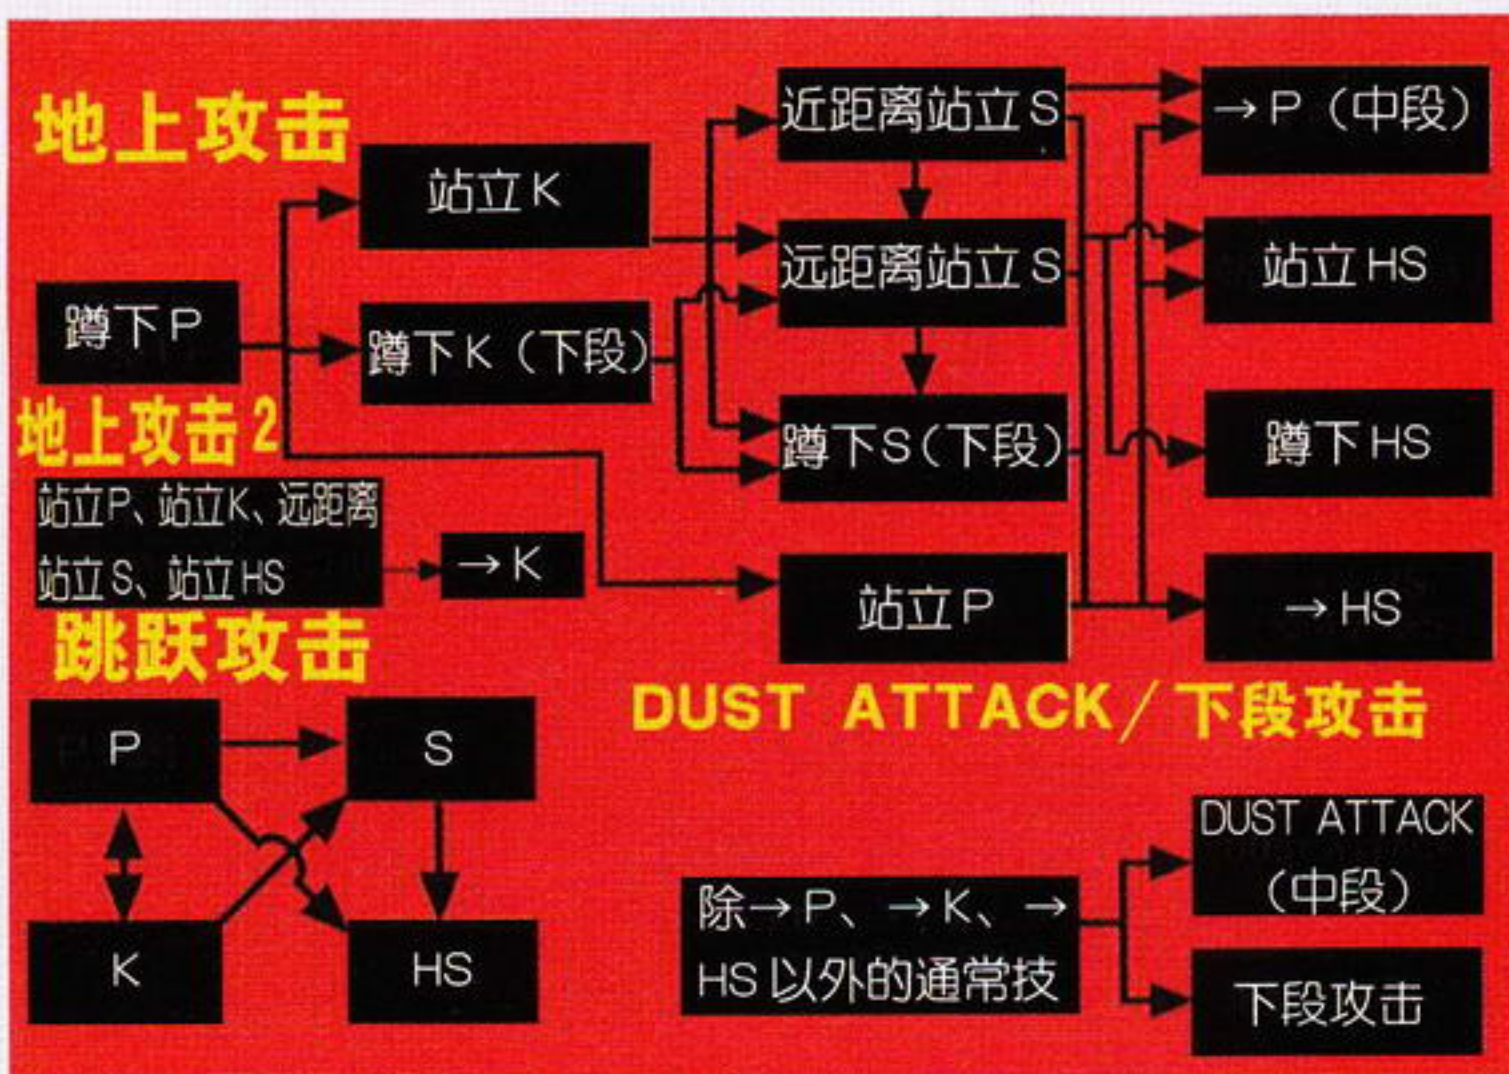 地上攻击
蹲下P
站立K
蹲下K（下段）
近距离站立S
远距离站立S
蹲下S（下段）
站立P
→P（中段）
站立HS
蹲下HS
→HS
地上攻击2
站立P、站立K、远距离
站立S、站立HS
→K
跳跃攻击
P
S
K
HS
DUST ATTACK/下段攻击
除→P、→K、→
HS以外的通常技
DUST ATTACK
（中段）
下段攻击